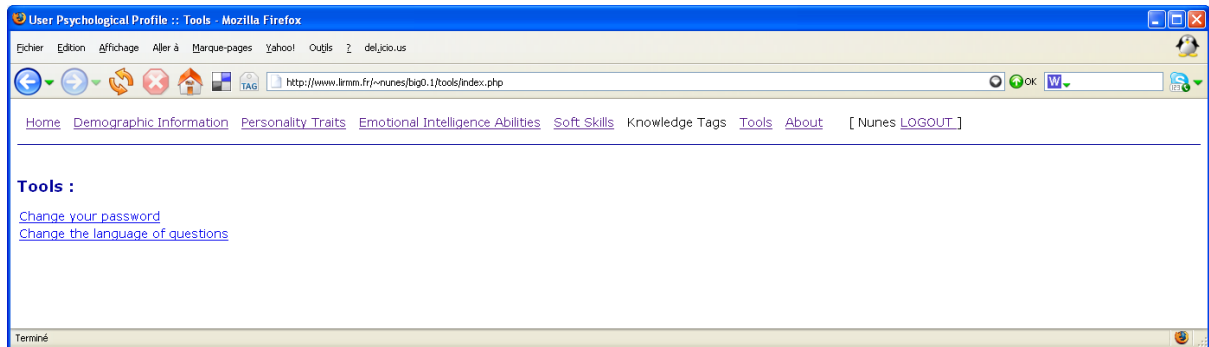 User Psychological Profile :: Tools - Mozilla Firefox
Fichier Edition Affichage Aller à Marque-pages Yahoo! Outils ? del.icio.us
TAG http://www.lirmm.fr/~nunes/big0.1/tools/index.php OK W
Home Demographic Information Personality Traits Emotional Intelligence Abilities Soft Skills Knowledge Tags Tools About [ Nunes LOGOUT ]
Tools :
Change your password
Change the language of questions
Terminé